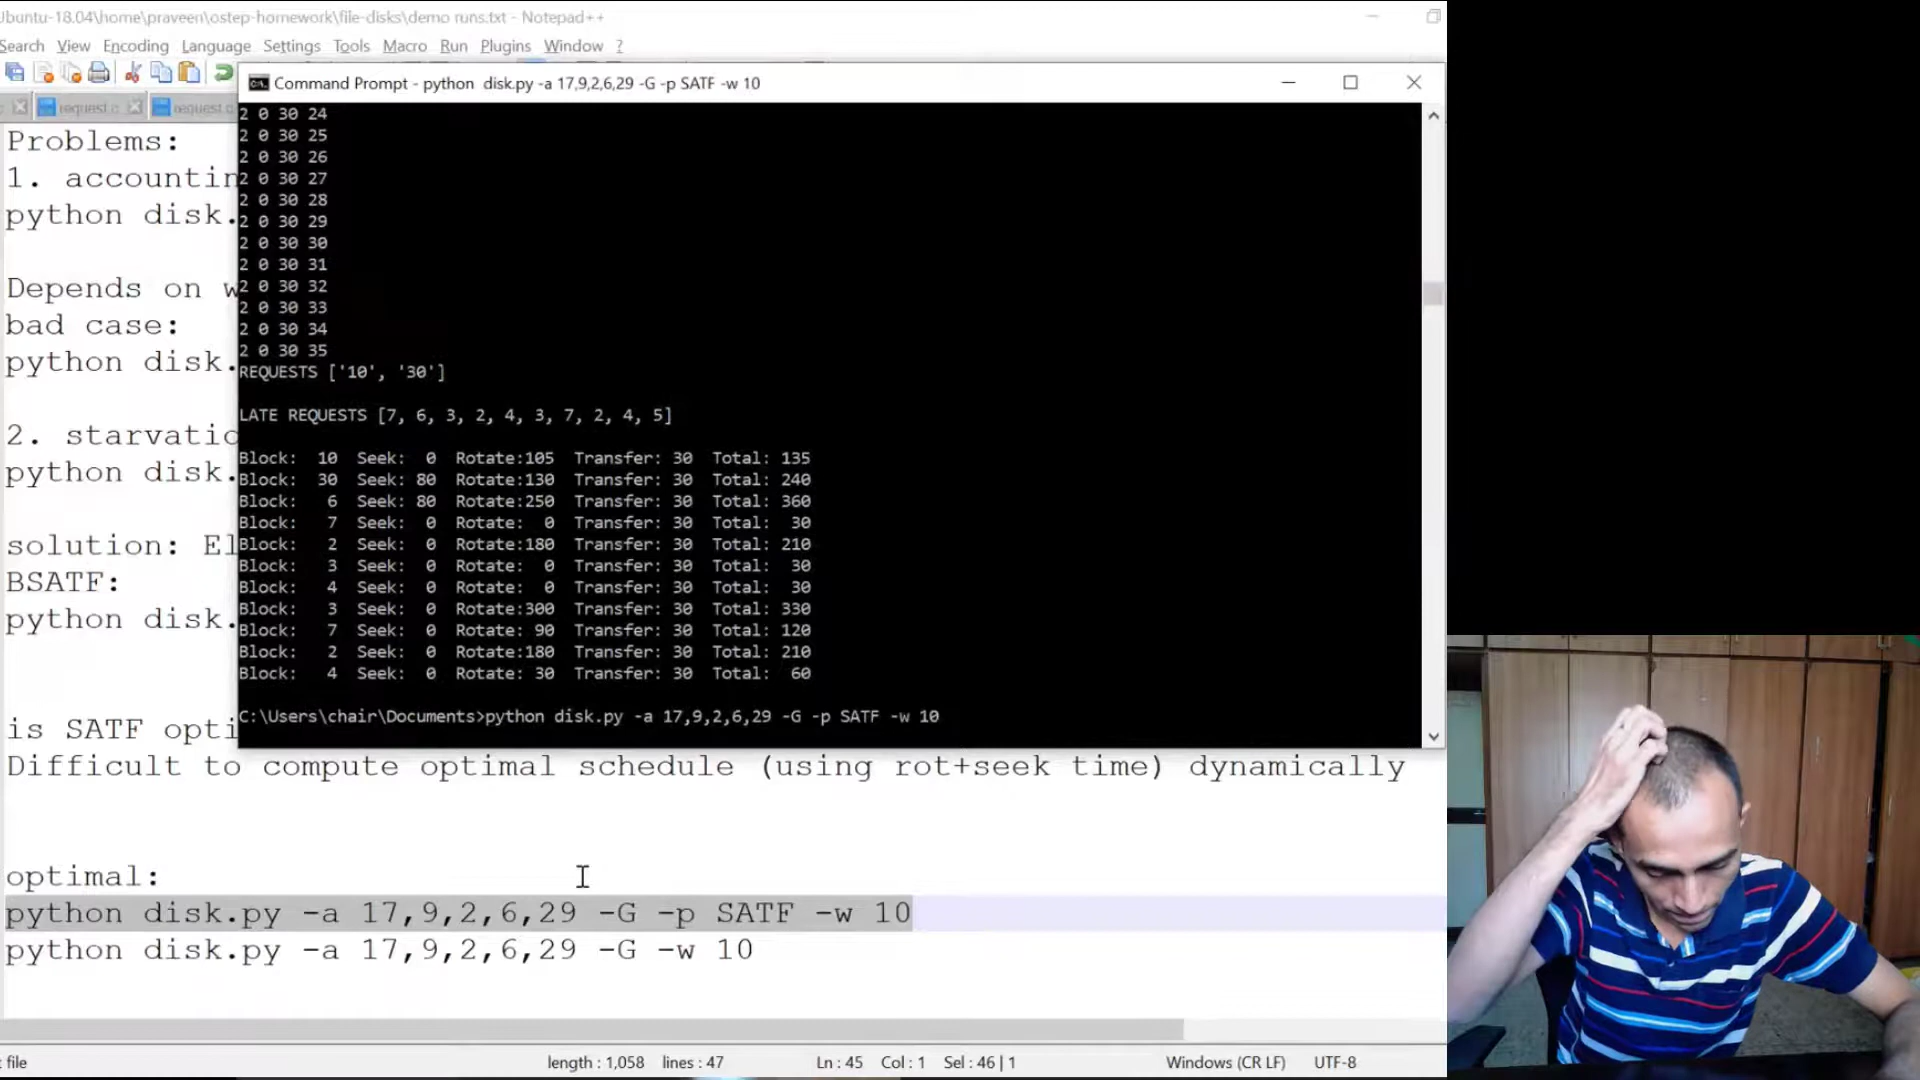 Ubuntu-18.04\home\praveen\ostep-homework\file-disks\demo runs.txt - Notepad++
Search View Encoding Language Settings Tools Macro Run Plugins Window ?
Command Prompt - python  disk.py -a 17,9,2,6,29 -G -p SATF -w 10
request.c
request.c
2 0 30 24
2 0 30 25
2 0 30 26
2 0 30 27
2 0 30 28
2 0 30 29
2 0 30 30
2 0 30 31
2 0 30 32
2 0 30 33
2 0 30 34
2 0 30 35
REQUESTS ['10', '30']
LATE REQUESTS [7, 6, 3, 2, 4, 3, 7, 2, 4, 5]
Block:  10  Seek:  0  Rotate:105  Transfer: 30  Total: 135
Block:  30  Seek: 80  Rotate:130  Transfer: 30  Total: 240
Block:   6  Seek: 80  Rotate:250  Transfer: 30  Total: 360
Block:   7  Seek:  0  Rotate:  0  Transfer: 30  Total:  30
Block:   2  Seek:  0  Rotate:180  Transfer: 30  Total: 210
Block:   3  Seek:  0  Rotate:  0  Transfer: 30  Total:  30
Block:   4  Seek:  0  Rotate:  0  Transfer: 30  Total:  30
Block:   3  Seek:  0  Rotate:300  Transfer: 30  Total: 330
Block:   7  Seek:  0  Rotate: 90  Transfer: 30  Total: 120
Block:   2  Seek:  0  Rotate:180  Transfer: 30  Total: 210
Block:   4  Seek:  0  Rotate: 30  Transfer: 30  Total:  60
C:\Users\chair\Documents>python disk.py -a 17,9,2,6,29 -G -p SATF -w 10
Problems:
1. accountin
python disk.
Depends on w
bad case:
python disk.
2. starvatio
python disk.
solution: El
BSATF:
python disk.
is SATF opti
Difficult to compute optimal schedule (using rot+seek time) dynamically
optimal:
python disk.py -a 17,9,2,6,29 -G -p SATF -w 10
python disk.py -a 17,9,2,6,29 -G -w 10
file length : 1,058 lines : 47 Ln : 45 Col : 1 Sel : 46 | 1 Windows (CR LF) UTF-8